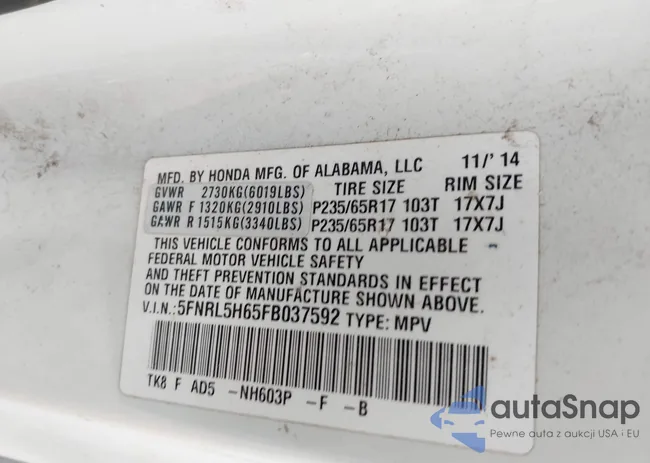 MFD. BY HONDA MFG. OF ALABAMA, LLC 11/' 14
GVWR 2730KG(6019LBS) TIRE SIZE RIM SIZE
GAWR F 1320KG(2910LBS) P235/65R17 103T 17X7J
GAWR R 1515KG(3340LBS) P235/65R17 103T 17X7J
THIS VEHICLE CONFORMS TO ALL APPLICABLE -
FEDERAL MOTOR VEHICLE SAFETY
AND THEFT PREVENTION STANDARDS IN EFFECT
ON THE DATE OF MANUFACTURE SHOWN ABOVE.
V.I.N.:5FNRL5H65FB037592 TYPE: MPV
TK8 F AD5 -NH603P -F -B
autaSnap
Pewne auta z aukcji USA i EU